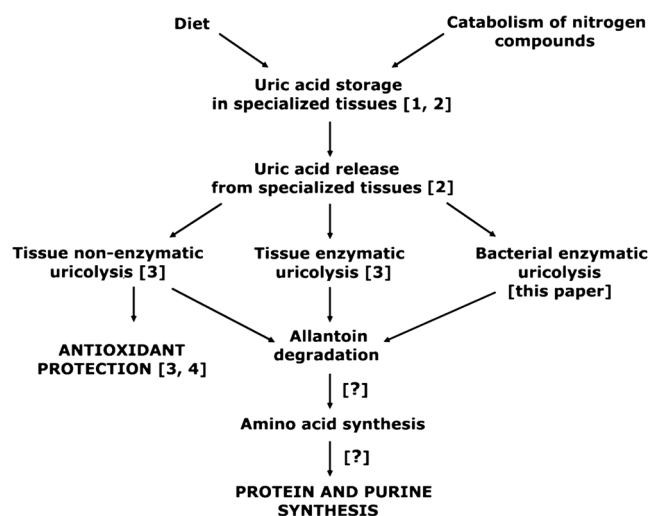 Diet
Catabolism of nitrogen
compounds
Uric acid storage
in specialized tissues [1, 2]
Uric acid release
from specialized tissues [2]
Tissue non-enzymatic
uricolysis [3]
Tissue enzymatic
uricolysis [3]
Bacterial enzymatic
uricolysis
[this paper]
ANTIOXIDANT
PROTECTION [3, 4]
Allantoin
degradation
[?]
Amino acid synthesis
[?]
PROTEIN AND PURINE
SYNTHESIS